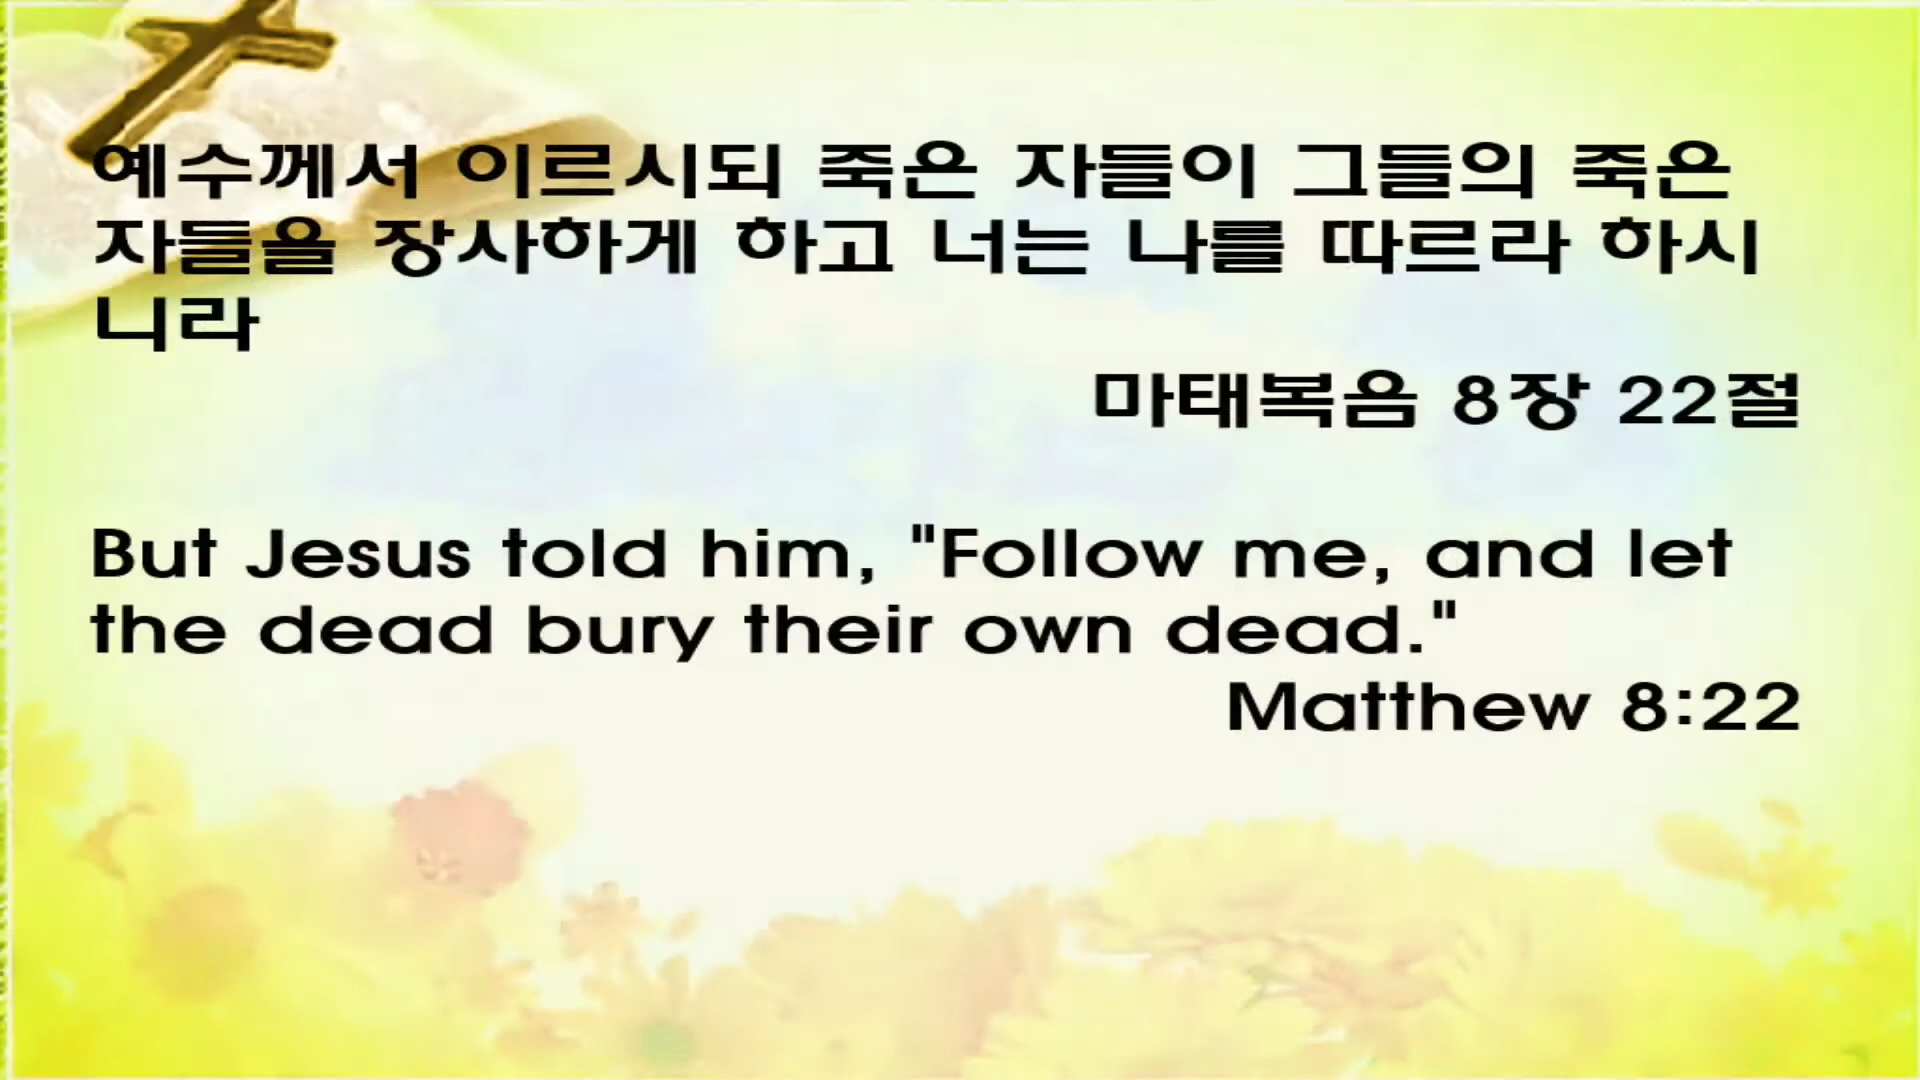 예수께서 이르시되 죽은 자들이 그들의 죽은
자들을 장사하게 하고 너는 나를 따르라 하시
니라
마태복음 8장 22절
But Jesus told him, "Follow me, and let
the dead bury their own dead."
Matthew 8:22